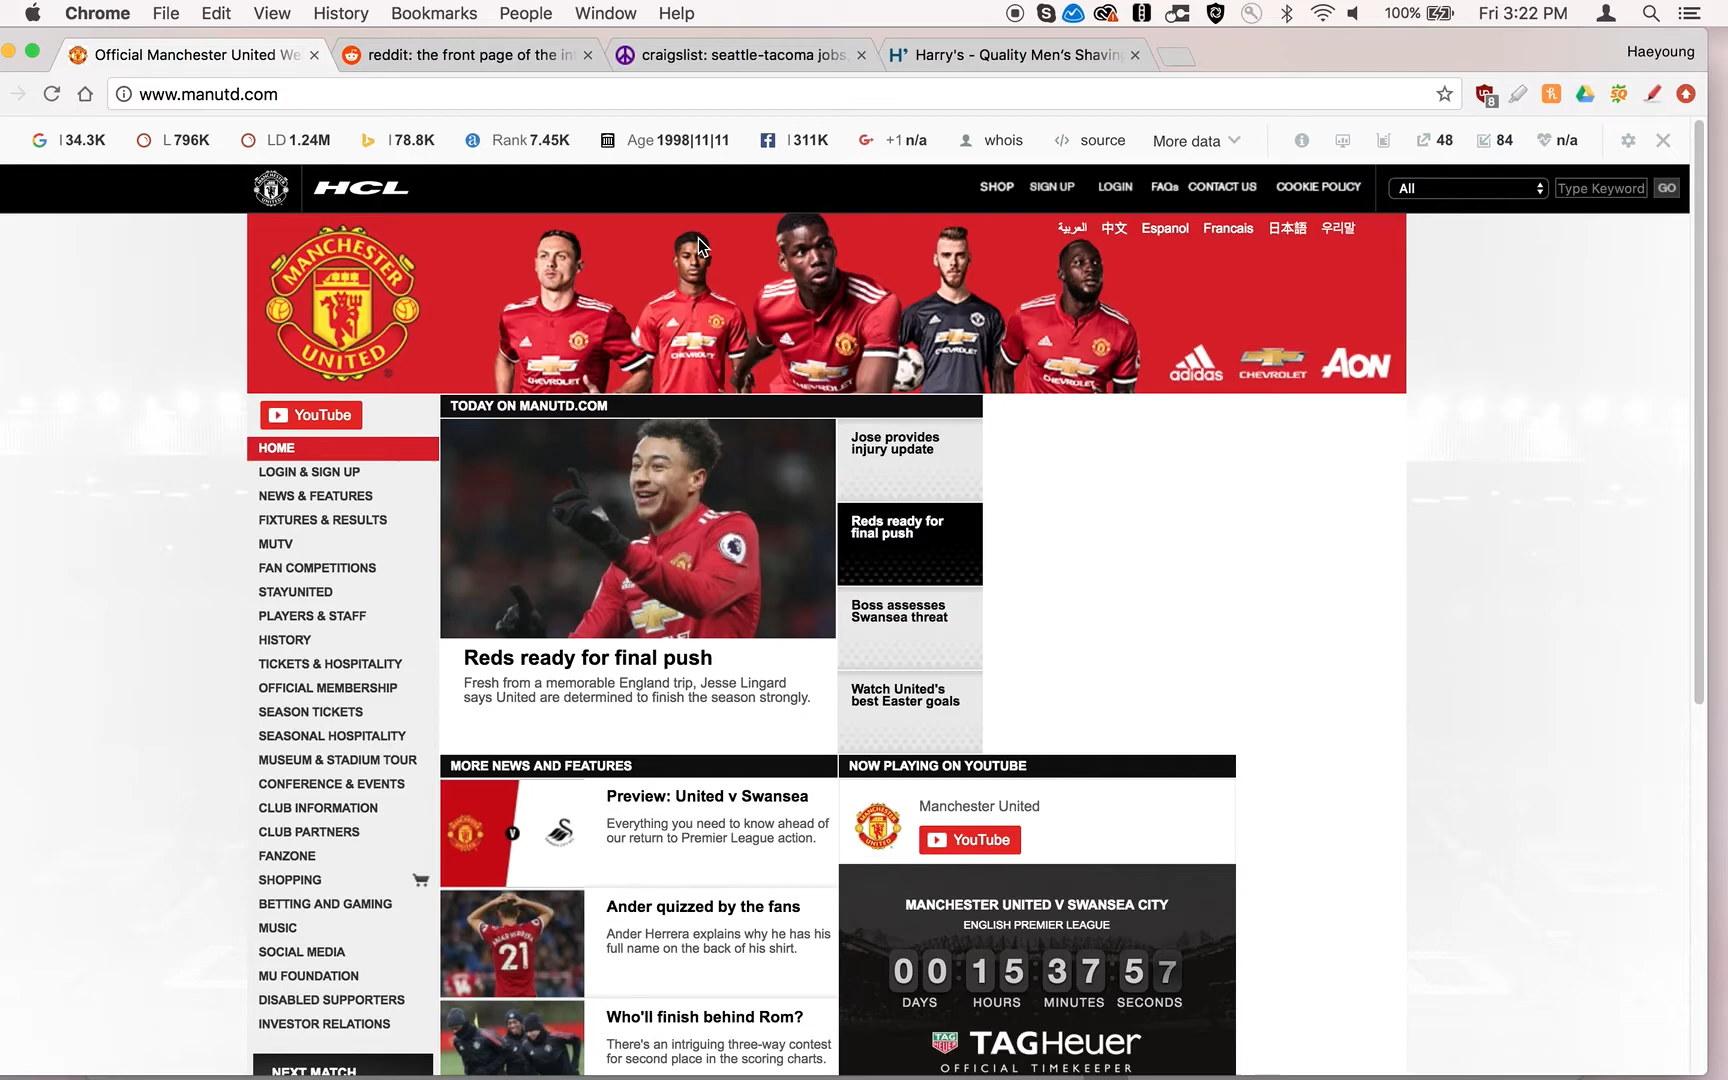 Chrome File Edit View History Bookmarks People Window Help 100% Fri 3:22 PM
Official Manchester United We reddit: the front page of the in craigslist: seattle-tacoma jobs, Harry's - Quality Men's Shaving Haeyoung
www.manutd.com
8
I 34.3K L 796K LD 1.24M I 78.8K Rank 7.45K Age 1998|11|11 I 311K +1 n/a whois source More data 48 84 n/a
HCL SHOP SIGN UP LOGIN FAQs CONTACT US COOKIE POLICY All Type Keyword GO
العربية 中文 Espanol Francais 日本語 우리말
MANCHESTER
UNITED
CHEVROLET CHEVROLET CHEVROLET CHEVROLET CHEVROLET
adidas CHEVROLET AON
YouTube
HOME
LOGIN & SIGN UP
NEWS & FEATURES
FIXTURES & RESULTS
MUTV
FAN COMPETITIONS
STAYUNITED
PLAYERS & STAFF
HISTORY
TICKETS & HOSPITALITY
OFFICIAL MEMBERSHIP
SEASON TICKETS
SEASONAL HOSPITALITY
MUSEUM & STADIUM TOUR
CONFERENCE & EVENTS
CLUB INFORMATION
CLUB PARTNERS
FANZONE
SHOPPING
BETTING AND GAMING
MUSIC
SOCIAL MEDIA
MU FOUNDATION
DISABLED SUPPORTERS
INVESTOR RELATIONS
NEXT MATCH
TODAY ON MANUTD.COM
Reds ready for final push
Fresh from a memorable England trip, Jesse Lingard
says United are determined to finish the season strongly.
Jose provides
injury update
Reds ready for
final push
Boss assesses
Swansea threat
Watch United's
best Easter goals
MORE NEWS AND FEATURES
V
Preview: United v Swansea
Everything you need to know ahead of
our return to Premier League action.
21
Ander quizzed by the fans
Ander Herrera explains why he has his
full name on the back of his shirt.
Who'll finish behind Rom?
There's an intriguing three-way contest
for second place in the scoring charts.
NOW PLAYING ON YOUTUBE
Manchester United
YouTube
MANCHESTER UNITED V SWANSEA CITY
ENGLISH PREMIER LEAGUE
00 15 37 57
DAYS HOURS MINUTES SECONDS
TAGHeuer
OFFICIAL TIMEKEEPER